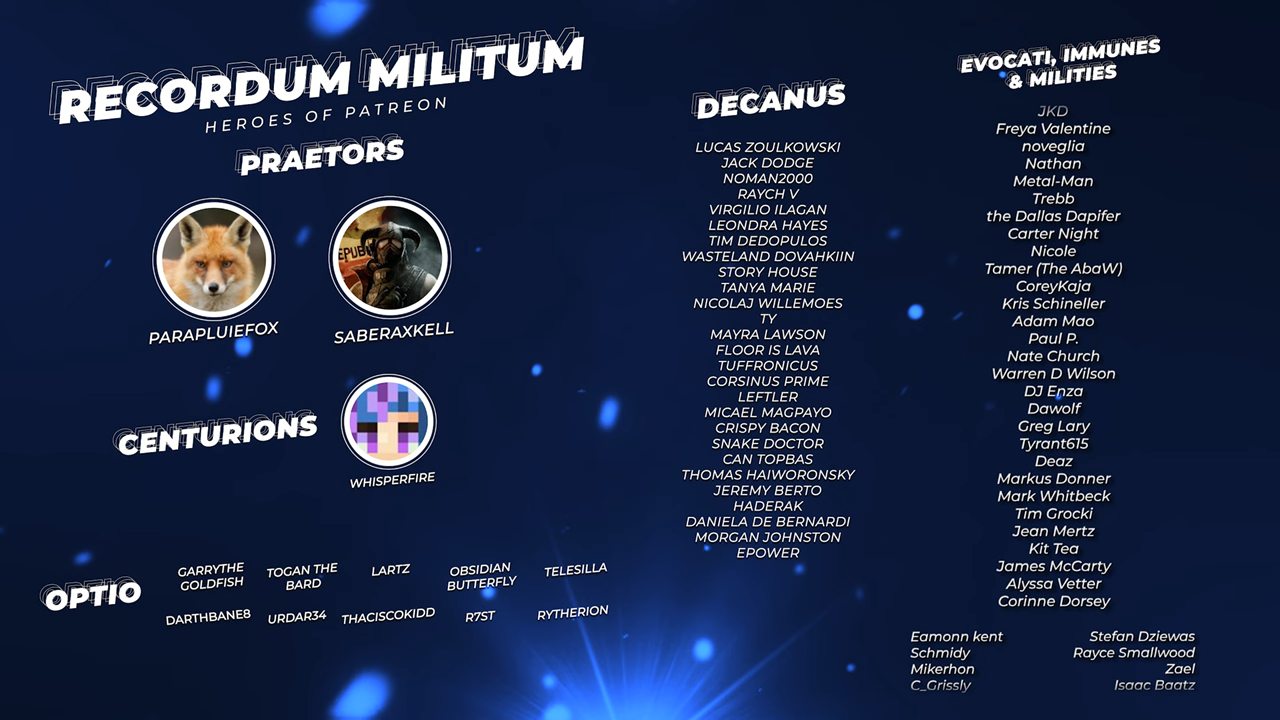 RECORDUM MILITUM
HEROES OF PATREON
PRAETORS
PARAPLUIEFOX
SABERAXKELL
CENTURIONS
WHISPERFIRE
OPTIO
GARRYTHE
GOLDFISH
TOGAN THE
BARD
LARTZ
OBSIDIAN
BUTTERFLY
TELESILLA
DARTHBANE8
URDAR34
THACISCOKIDD
R7ST
RYTHERION
DECANUS
LUCAS ZOULKOWSKI
JACK DODGE
NOMAN2000
RAYCH V
VIRGILIO ILAGAN
LEONDRA HAYES
TIM DEDOPULOS
WASTELAND DOVAHKIIN
STORY HOUSE
TANYA MARIE
NICOLAJ WILLEMOES
TY
MAYRA LAWSON
FLOOR IS LAVA
TUFFRONICUS
CORSINUS PRIME
LEFTLER
MICAEL MAGPAYO
CRISPY BACON
SNAKE DOCTOR
CAN TOPBAS
THOMAS HAIWORONSKY
JEREMY BERTO
HADERAK
DANIELA DE BERNARDI
MORGAN JOHNSTON
EPOWER
EVOCATI, IMMUNES
& MILITIES
JKD
Freya Valentine
noveglia
Nathan
Metal-Man
Trebb
the Dallas Dapifer
Carter Night
Nicole
Tamer (The AbaW)
CoreyKaja
Kris Schineller
Adam Mao
Paul P.
Nate Church
Warren D Wilson
DJ Enza
Dawolf
Greg Lary
Tyrant615
Deaz
Markus Donner
Mark Whitbeck
Tim Grocki
Jean Mertz
Kit Tea
James McCarty
Alyssa Vetter
Corinne Dorsey
Eamonn kent
Schmidy
Mikerhon
C_Grissly
Stefan Dziewas
Rayce Smallwood
Zael
Isaac Baatz